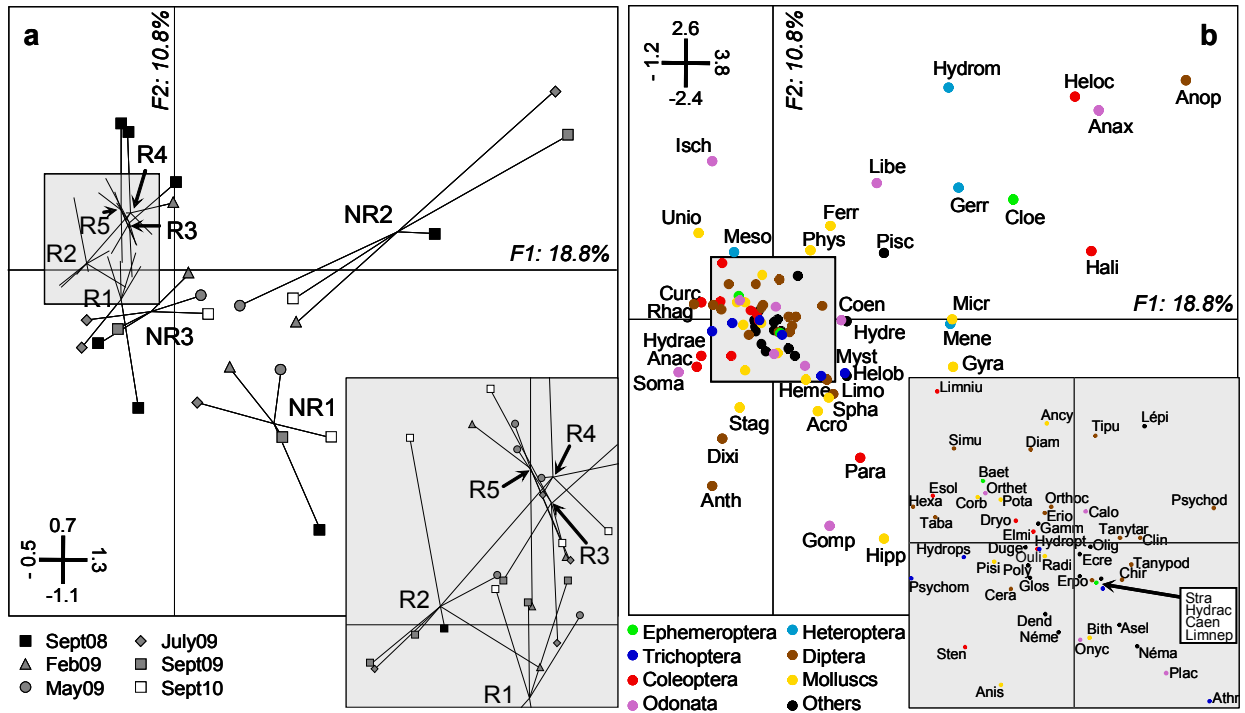 a
F2: 10.8%
R4
R5
R3
R2
R1
NR2
F1: 18.8%
NR3
NR1
0.7
- 0.5
1.3
-1.1
R4
R5
R3
R2
R1
Sept08
July09
Feb09
Sept09
May09
Sept10
b
2.6
- 1.2
3.8
-2.4
F2: 10.8%
Hydrom
Heloc
Anop
Anax
Isch
Libe
Gerr
Cloe
Unio
Ferr
Meso
Phys
Pisc
Hali
F1: 18.8%
Curc
Rhag
Coen
Micr
Hydre
Mene
Hydrae
Anac
Myst
Gyra
Soma
Helob
Heme
Limo
Stag
Spha
Acro
Dixi
Para
Anth
Gomp
Hipp
Limniu
Ancy
Tipu
Lépi
Simu
Diam
Baet
Esol
Orthet
Hexa
Corb
Pota
Orthoc
Psychod
Taba
Erio
Calo
Dryo
Gamm
Elmi
Tanytar
Clin
Hydropt
Olig
Hydrops
Duge
Ouli
Ecre
Pisi
Poly
Radi
Tanypod
Psychom
Glos
Erpo
Chir
Cera
Stra
Hydrac
Caen
Limnep
Dend
Néme
Bith
Asel
Onyc
Néma
Sten
Plac
Anis
Athr
Ephemeroptera
Heteroptera
Trichoptera
Diptera
Coleoptera
Molluscs
Odonata
Others